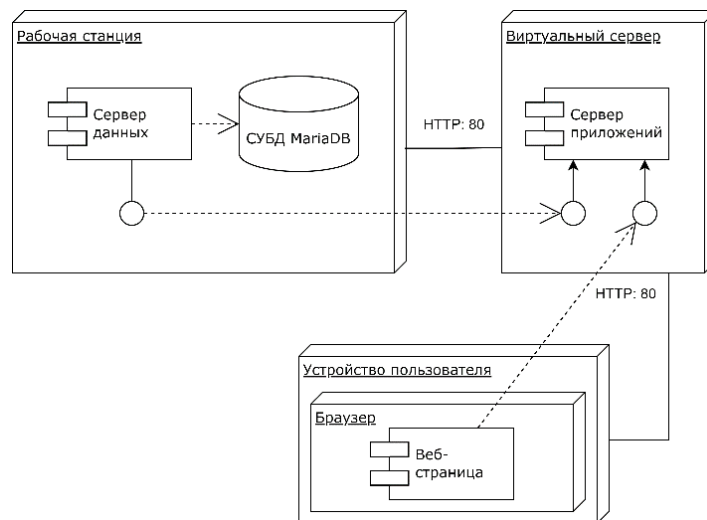 Рабочая станция
Виртуальный сервер
Сервер
данных
СУБД MariaDB
HTTP: 80
Сервер
приложений
HTTP: 80
Устройство пользователя
Браузер
Веб-
страница